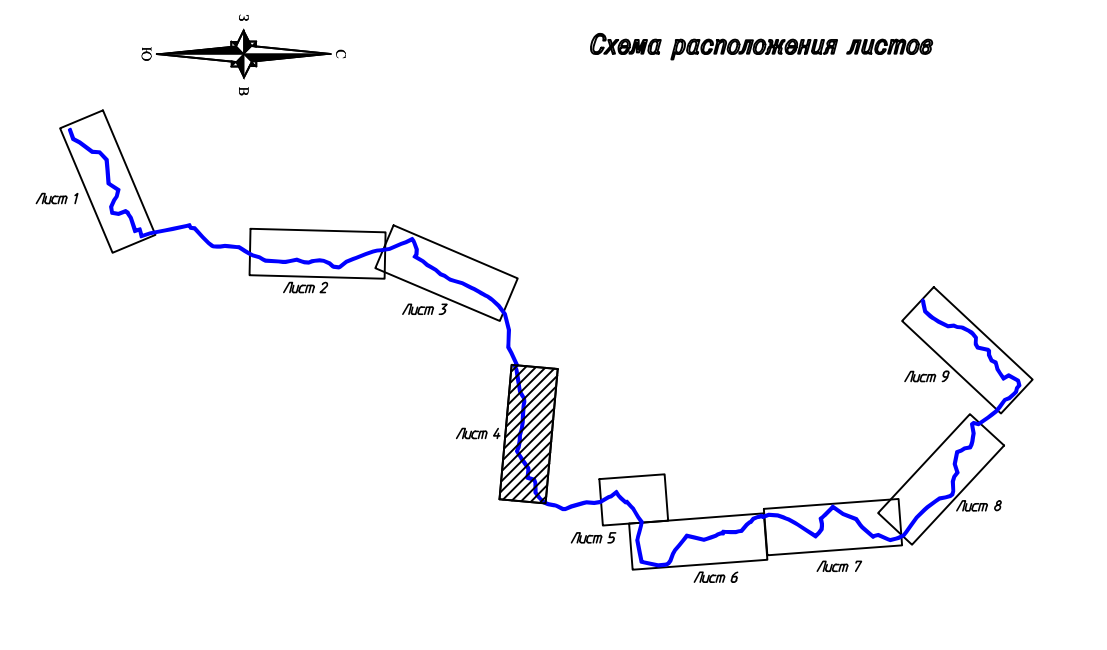 З
Ю
С
В
Схема расположения листов
Лист 1
Лист 2
Лист 3
Лист 4
Лист 5
Лист 6
Лист 7
Лист 8
Лист 9